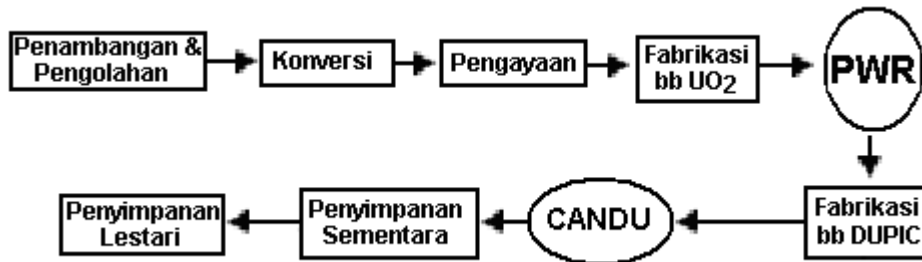 Penambangan &
Pengolahan
Konversi
Pengayaan
Fabrikasi
bb UO2
PWR
Penyimpanan
Lestari
Penyimpanan
Sementara
CANDU
Fabrikasi
bb DUPIC